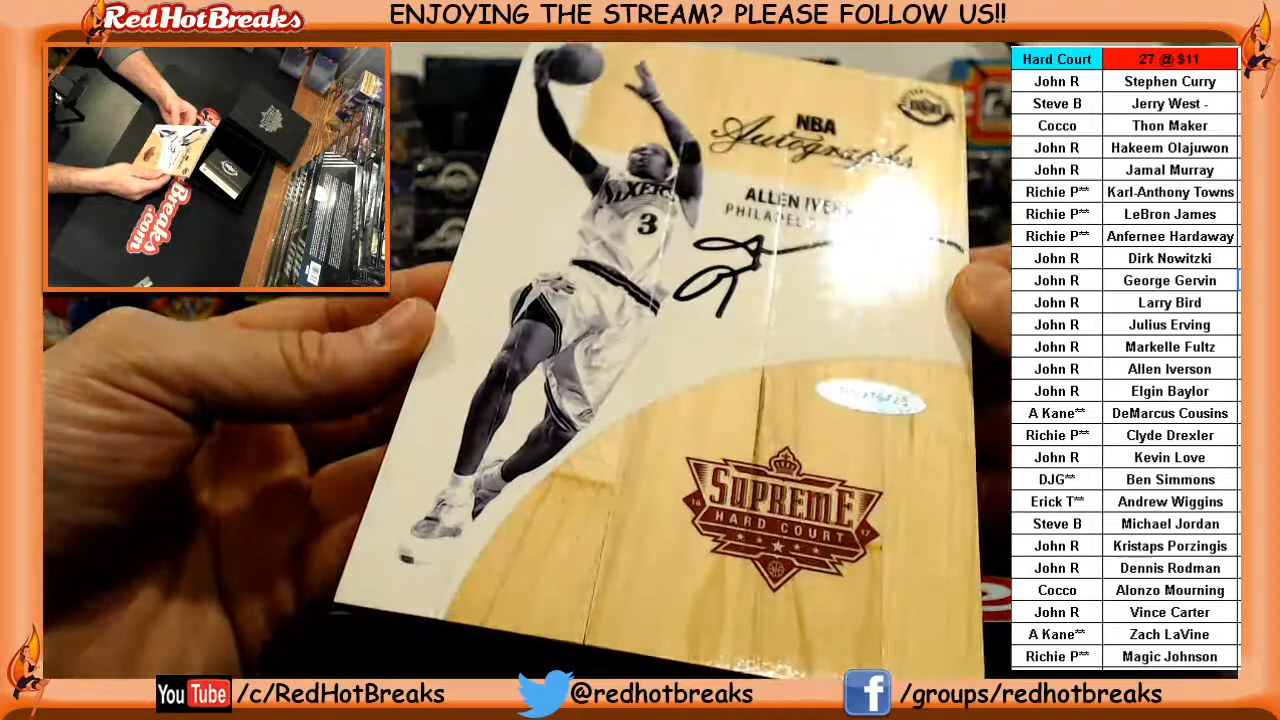 RedHotBreaks
ENJOYING THE STREAM? PLEASE FOLLOW US!!
Breaks
.com
NBA
Autographs
ALLEN
PHILADELP
SIXERS
3
16 17
SUPREME
HARD COURT
Hard Court 27 @ $11
John R Stephen Curry
Steve B Jerry West -
Cocco Thon Maker
John R Hakeem Olajuwon
John R Jamal Murray
Richie P** Karl-Anthony Towns
Richie P** LeBron James
Richie P** Anfernee Hardaway
John R Dirk Nowitzki
John R George Gervin
John R Larry Bird
John R Julius Erving
John R Markelle Fultz
John R Allen Iverson
John R Elgin Baylor
A Kane** DeMarcus Cousins
Richie P** Clyde Drexler
John R Kevin Love
DJG** Ben Simmons
Erick T** Andrew Wiggins
Steve B Michael Jordan
John R Kristaps Porzingis
John R Dennis Rodman
Cocco Alonzo Mourning
John R Vince Carter
A Kane** Zach LaVine
Richie P** Magic Johnson
You Tube /c/RedHotBreaks
@redhotbreaks
f /groups/redhotbreaks